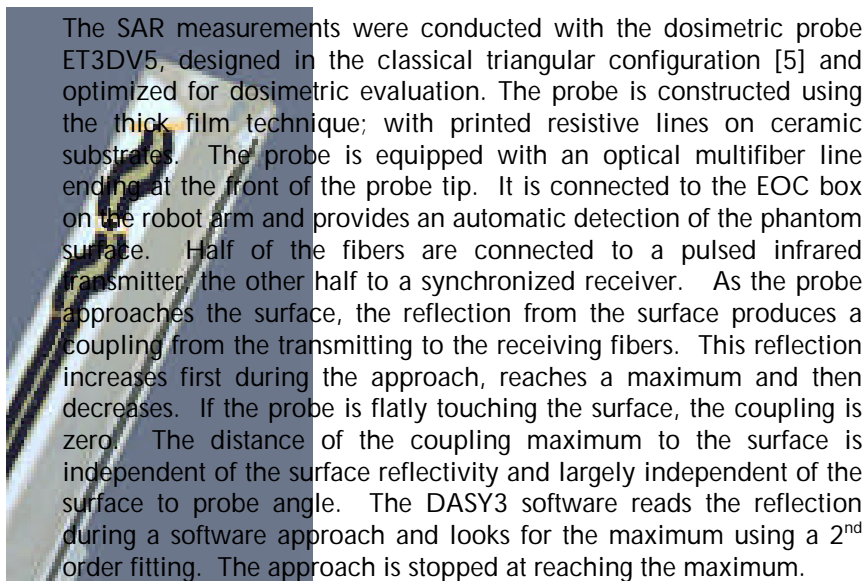 The SAR measurements were conducted with the dosimetric probe
ET3DV5, designed in the classical triangular configuration [5] and
optimized for dosimetric evaluation. The probe is constructed using
the thick film technique; with printed resistive lines on ceramic
substrates. The probe is equipped with an optical multifiber line
ending at the front of the probe tip. It is connected to the EOC box
on the robot arm and provides an automatic detection of the phantom
surface. Half of the fibers are connected to a pulsed infrared
transmitter, the other half to a synchronized receiver. As the probe
approaches the surface, the reflection from the surface produces a
coupling from the transmitting to the receiving fibers. This reflection
increases first during the approach, reaches a maximum and then
decreases. If the probe is flatly touching the surface, the coupling is
zero. The distance of the coupling maximum to the surface is
independent of the surface reflectivity and largely independent of the
surface to probe angle. The DASY3 software reads the reflection
during a software approach and looks for the maximum using a 2nd
order fitting. The approach is stopped at reaching the maximum.